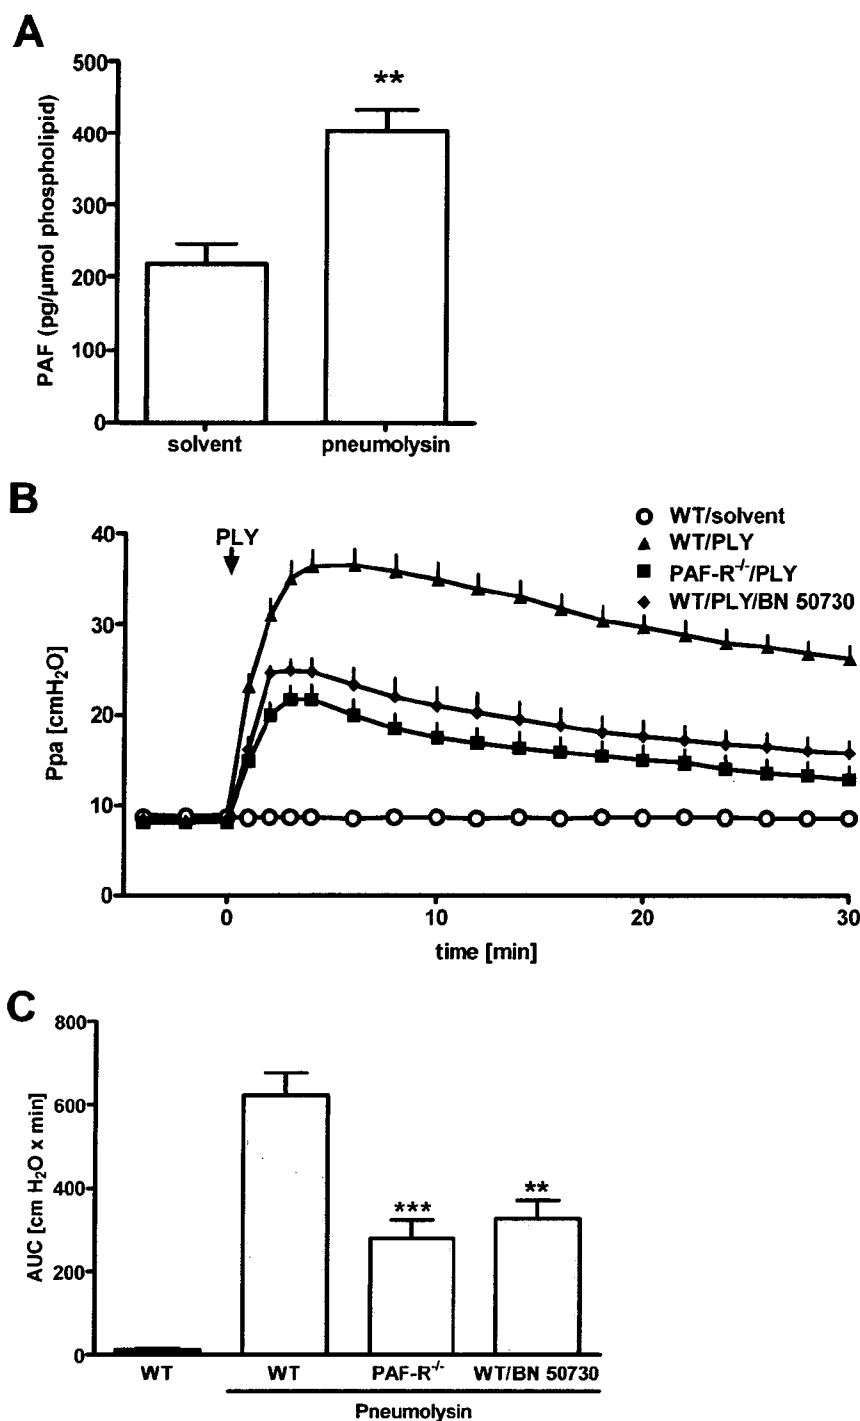 A
500
400
300
200
100
0
PAF (pg/µmol phospholipid)
**
solvent
pneumolysin
B
PLY
WT/solvent
WT/PLY
PAF-R-/-/PLY
WT/PLY/BN 50730
40
30
20
10
0
Ppa [cmH2O]
0
10
20
30
time [min]
C
800
600
400
200
0
AUC [cm H2O x min]
***
**
WT
WT
PAF-R-/-
WT/BN 50730
Pneumolysin